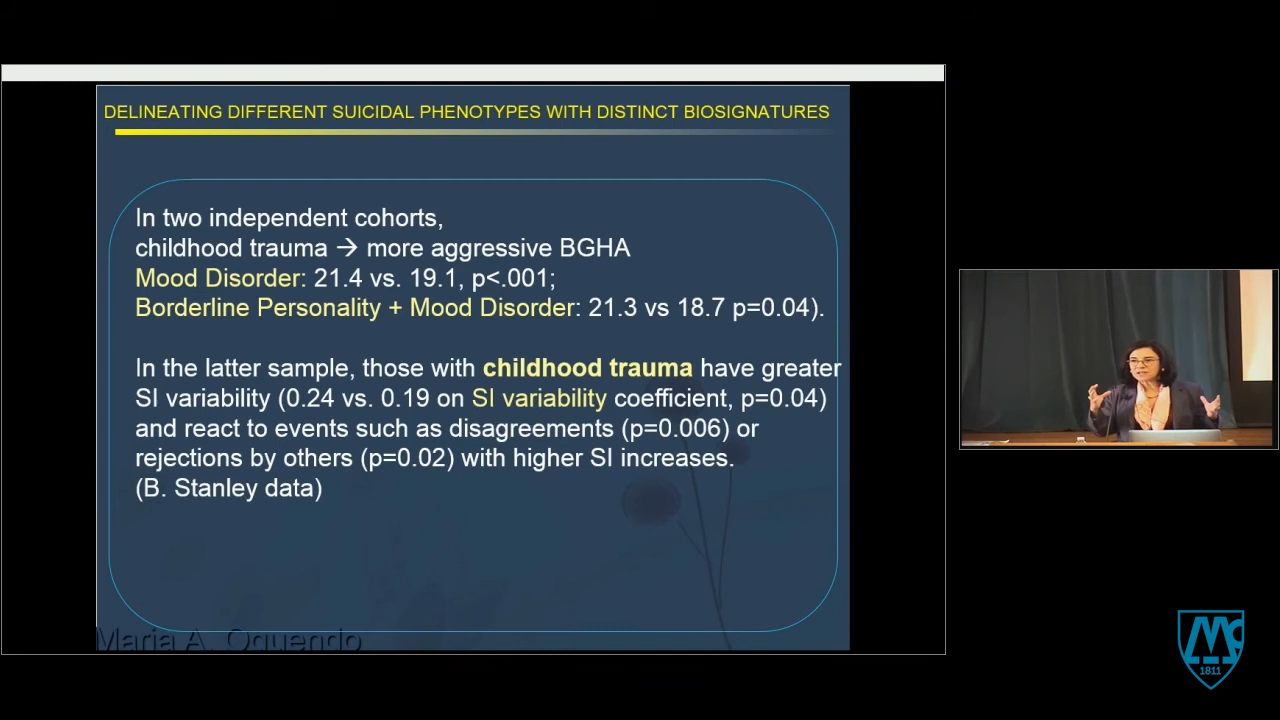 DELINEATING DIFFERENT SUICIDAL PHENOTYPES WITH DISTINCT BIOSIGNATURES
In two independent cohorts,
childhood trauma → more aggressive BGHA
Mood Disorder: 21.4 vs. 19.1, p<.001;
Borderline Personality + Mood Disorder: 21.3 vs 18.7 p=0.04).
In the latter sample, those with childhood trauma have greater
SI variability (0.24 vs. 0.19 on SI variability coefficient, p=0.04)
and react to events such as disagreements (p=0.006) or
rejections by others (p=0.02) with higher SI increases.
(B. Stanley data)
Maria A. Oquendo
1811